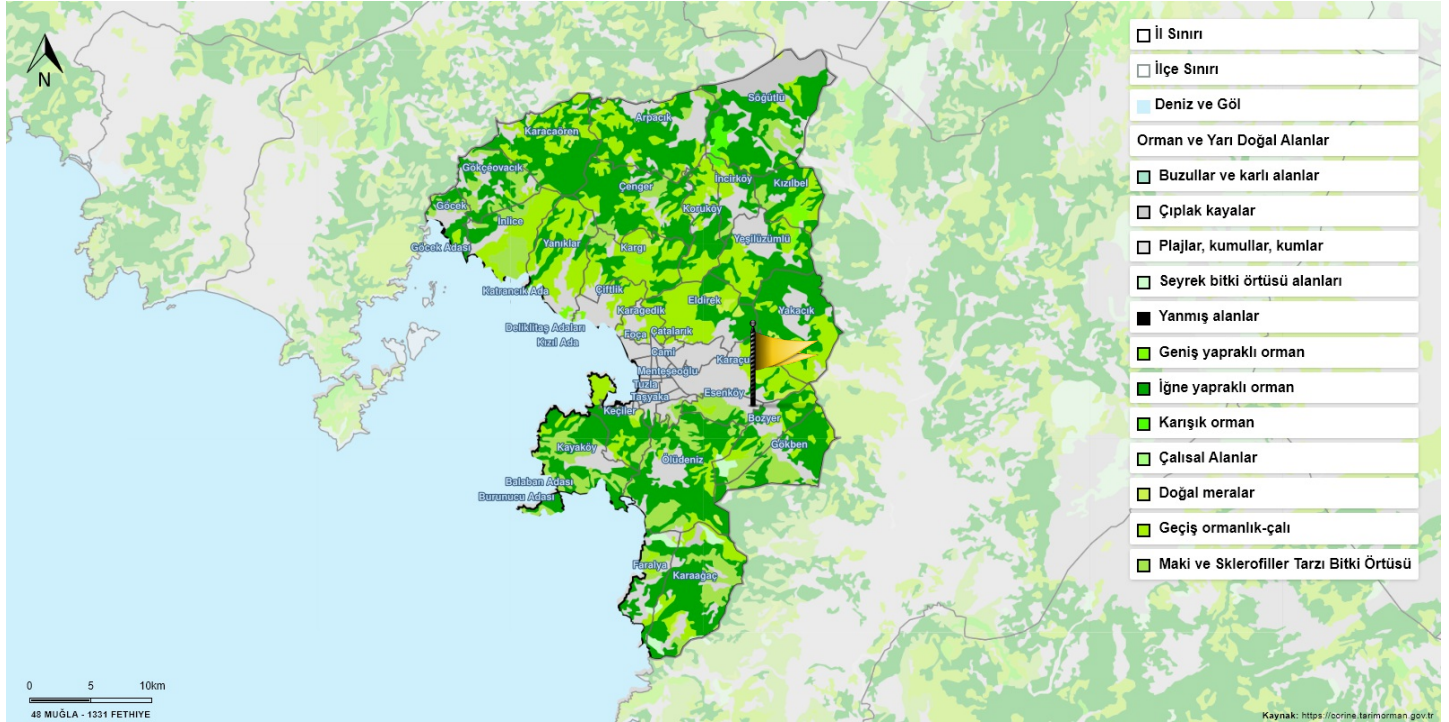 N
Söğütlü
Arpacık
Karacaören
Gökçeovacık
İncirköy
Kızılbel
Çenger
Göcek
Koruköy
İnlice
Yeşilüzümlü
Göcek Adası
Yanıklar
Kargı
Katrancık Ada
Çiftlik
Eldirek
Karagedik
Yakacık
Deliklitaş Adaları
Foça
Çatalarık
Kızıl Ada
Cami
Karaçu
Menteşeoğlu
Tuzla
Taşyaka
Esenköy
Keçiler
Bozyer
Kayaköy
Gökben
Ölüdeniz
Balaban Adası
Burunucu Adası
Faralya
Karaağaç
İl Sınırı
İlçe Sınırı
Deniz ve Göl
Orman ve Yarı Doğal Alanlar
Buzullar ve karlı alanlar
Çıplak kayalar
Plajlar, kumullar, kumlar
Seyrek bitki örtüsü alanları
Yanmış alanlar
Geniş yapraklı orman
İğne yapraklı orman
Karışık orman
Çalısal Alanlar
Doğal meralar
Geçiş ormanlık-çalı
Maki ve Sklerofiller Tarzı Bitki Örtüsü
0 5 10km
48 MUĞLA - 1331 FETHIYE
Kaynak: https://corine.tarimorman.gov.tr